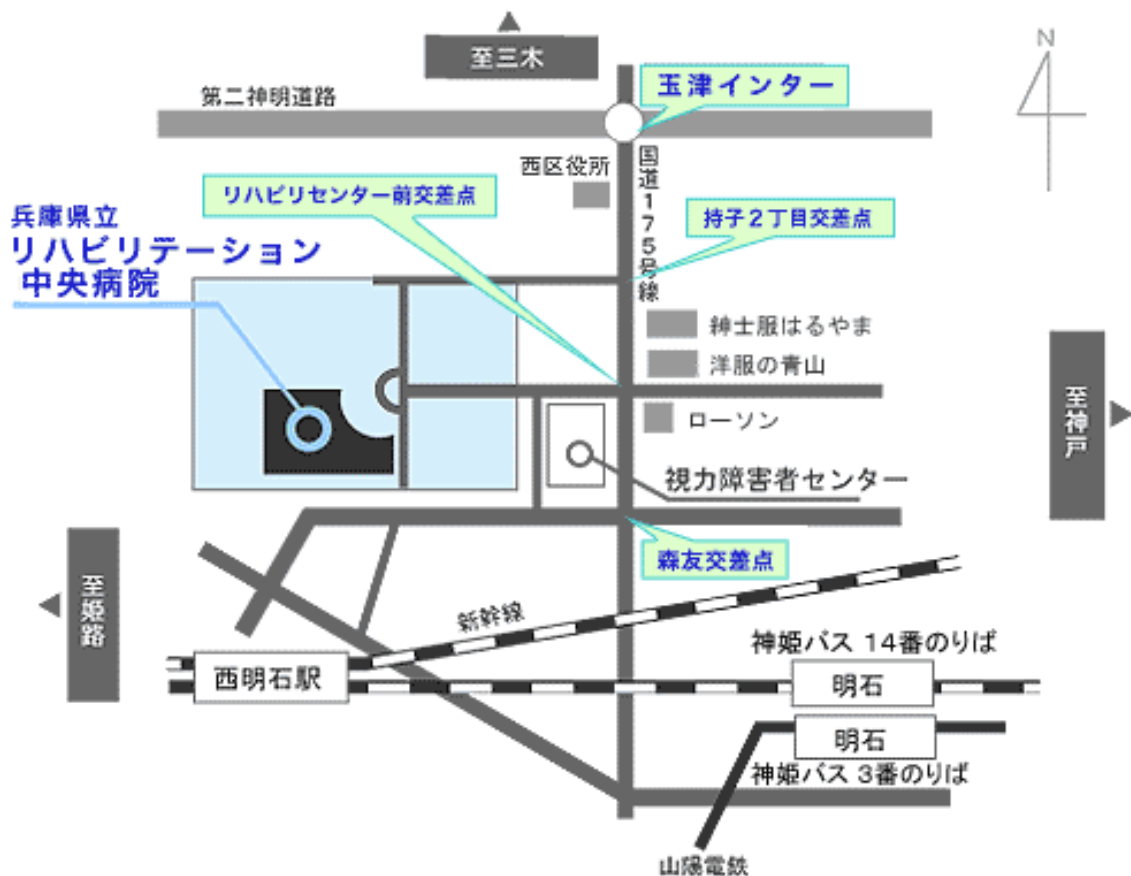 至三木
N
第二神明道路
玉津インター
西区役所
国道175号線
リハビリセンター前交差点
持子2丁目交差点
兵庫県立
リハビリテーション
中央病院
紳士服はるやま
洋服の青山
至神戸
ローソン
視力障害者センター
森友交差点
至姫路
新幹線
西明石駅
神姫バス 14番のりば
明石
明石
神姫バス 3番のりば
山陽電鉄